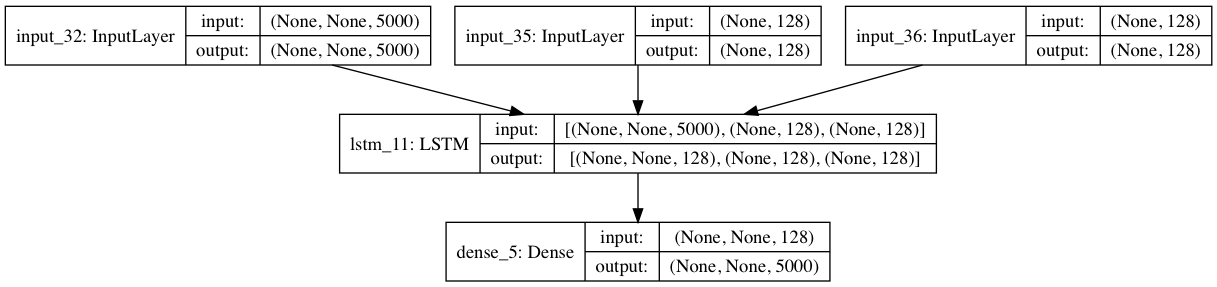 input_32: InputLayer
input: (None, None, 5000)
output: (None, None, 5000)
input_35: InputLayer
input: (None, 128)
output: (None, 128)
input_36: InputLayer
input: (None, 128)
output: (None, 128)
lstm_11: LSTM
input: [(None, None, 5000), (None, 128), (None, 128)]
output: [(None, None, 128), (None, 128), (None, 128)]
dense_5: Dense
input: (None, None, 128)
output: (None, None, 5000)